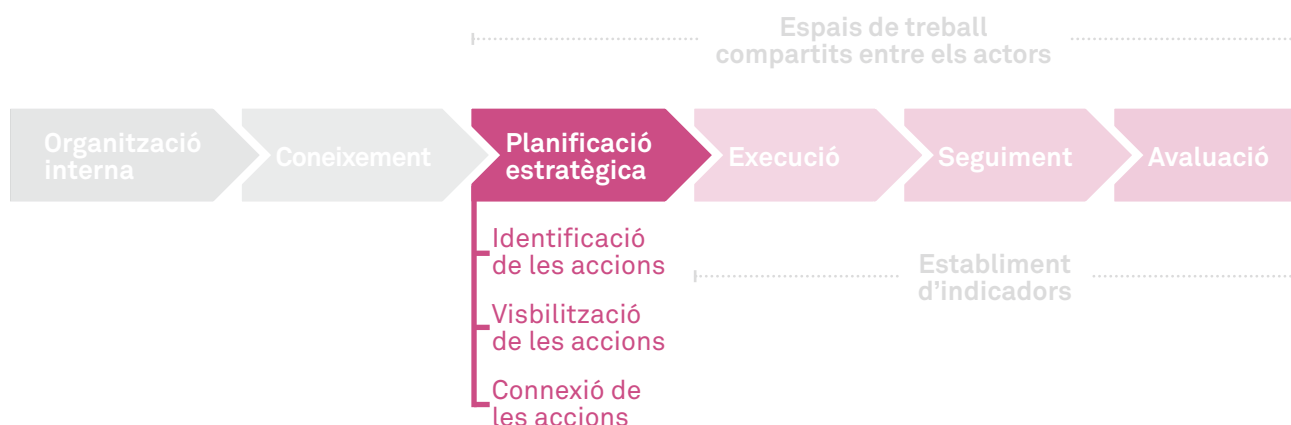 Espais de treball
compartits entre els actors
Organització
interna
Coneixement
Planificació
estratègica
Execució
Seguiment
Avaluació
Identificació
de les accions
Visbilització
de les accions
Connexió de
les accions
Establiment
d’indicadors